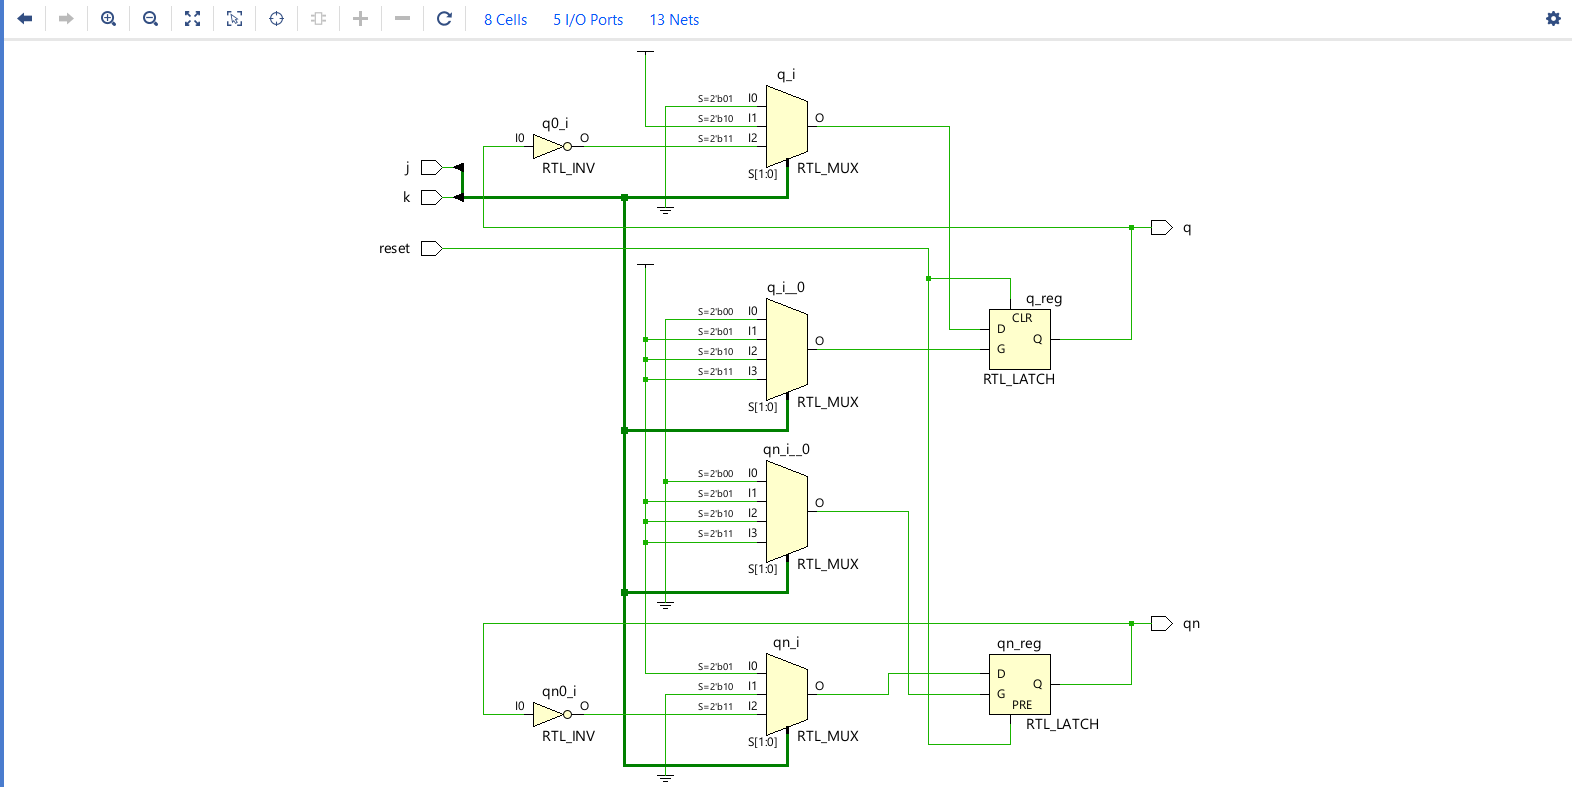 8 Cells 5 I/O Ports 13 Nets
q_i
S=2'b01 I0
S=2'b10 I1 O
S=2'b11 I2
q0_i
I0 O
RTL_INV
S[1:0] RTL_MUX
j
k
q
reset
q_i__0
S=2'b00 I0
S=2'b01 I1
S=2'b10 I2 O
S=2'b11 I3
S[1:0] RTL_MUX
q_reg
CLR
D
G Q
RTL_LATCH
qn_i__0
S=2'b00 I0
S=2'b01 I1
S=2'b10 I2 O
S=2'b11 I3
S[1:0] RTL_MUX
qn
qn_i
S=2'b01 I0
S=2'b10 I1 O
S=2'b11 I2
qn0_i
I0 O
RTL_INV
S[1:0] RTL_MUX
qn_reg
D
G Q
PRE
RTL_LATCH